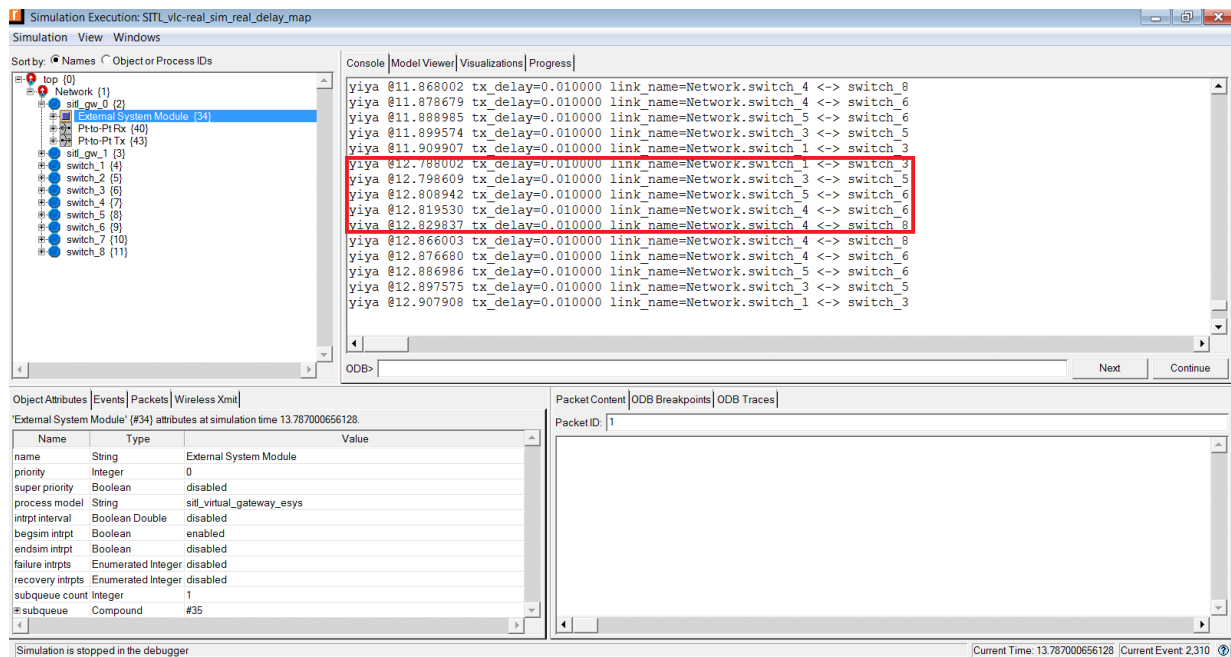 Simulation Execution: SITL_vlc-real_sim_real_delay_map
Simulation View Windows
Sort by: Names Object or Process IDs
top {0}
Network {1}
sitl_gw_0 {2}
External System Module {34}
Pt-to-Pt Rx {40}
Pt-to-Pt Tx {43}
sitl_gw_1 {3}
switch_1 {4}
switch_2 {5}
switch_3 {6}
switch_4 {7}
switch_5 {8}
switch_6 {9}
switch_7 {10}
switch_8 {11}
Console Model Viewer Visualizations Progress
yiya @11.868002 tx_delay=0.010000 link_name=Network.switch_4 <-> switch_8
yiya @11.878679 tx_delay=0.010000 link_name=Network.switch_4 <-> switch_6
yiya @11.888985 tx_delay=0.010000 link_name=Network.switch_5 <-> switch_6
yiya @11.899574 tx_delay=0.010000 link_name=Network.switch_3 <-> switch_5
yiya @11.909907 tx_delay=0.010000 link_name=Network.switch_1 <-> switch_3
yiya @12.788002 tx_delay=0.010000 link_name=Network.switch_1 <-> switch_3
yiya @12.798609 tx_delay=0.010000 link_name=Network.switch_3 <-> switch_5
yiya @12.808942 tx_delay=0.010000 link_name=Network.switch_5 <-> switch_6
yiya @12.819530 tx_delay=0.010000 link_name=Network.switch_4 <-> switch_6
yiya @12.829837 tx_delay=0.010000 link_name=Network.switch_4 <-> switch_8
yiya @12.866003 tx_delay=0.010000 link_name=Network.switch_4 <-> switch_8
yiya @12.876680 tx_delay=0.010000 link_name=Network.switch_4 <-> switch_6
yiya @12.886986 tx_delay=0.010000 link_name=Network.switch_5 <-> switch_6
yiya @12.897575 tx_delay=0.010000 link_name=Network.switch_3 <-> switch_5
yiya @12.907908 tx_delay=0.010000 link_name=Network.switch_1 <-> switch_3
ODB> Next Continue
Object Attributes Events Packets Wireless Xmit
'External System Module' {#34} attributes at simulation time 13.787000656128.
Name Type Value
name String External System Module
priority Integer 0
super priority Boolean disabled
process model String sitl_virtual_gateway_esys
intrpt interval Boolean Double disabled
begsim intrpt Boolean enabled
endsim intrpt Boolean disabled
failure intrpts Enumerated Integer disabled
recovery intrpts Enumerated Integer disabled
subqueue count Integer 1
subqueue Compound #35
Packet Content ODB Breakpoints ODB Traces
Packet ID: 1
Simulation is stopped in the debugger
Current Time: 13.787000656128 Current Event: 2,310